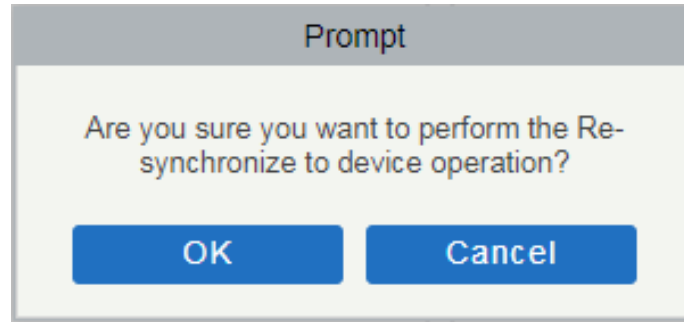 Prompt
Are you sure you want to perform the Re-
synchronize to device operation?
OK Cancel